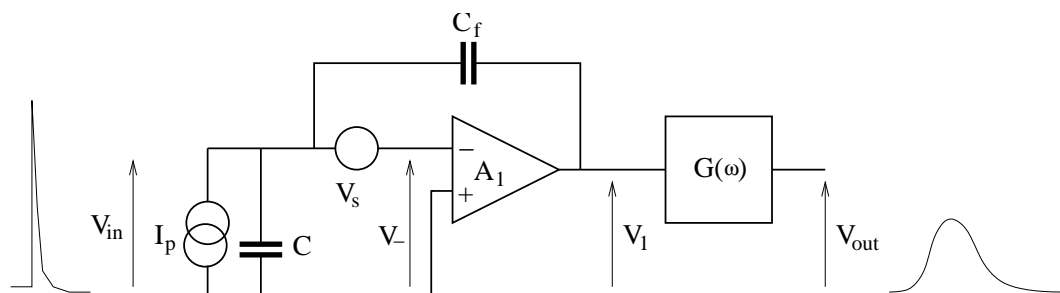 C_f
V_in
I_p
C
V_s
V_−
−
+
A_1
V_1
G(ω)
V_out